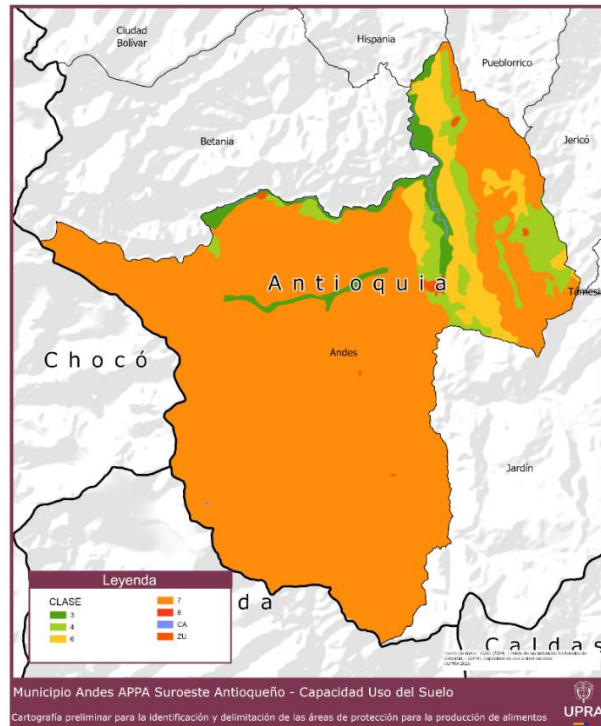 Ciudad
Bolívar
Hispania
Pueblorrico
Betania
Jericó
Antioquia
Támesis
Chocó
Andes
Jardín
Leyenda
CLASE
3
4
6
7
8
CA
ZU
da
Caldas
Municipio Andes APPA Suroeste Antioqueño - Capacidad Uso del Suelo
Cartografía preliminar para la identificación y delimitación de las áreas de protección para la producción de alimentos
UPRA